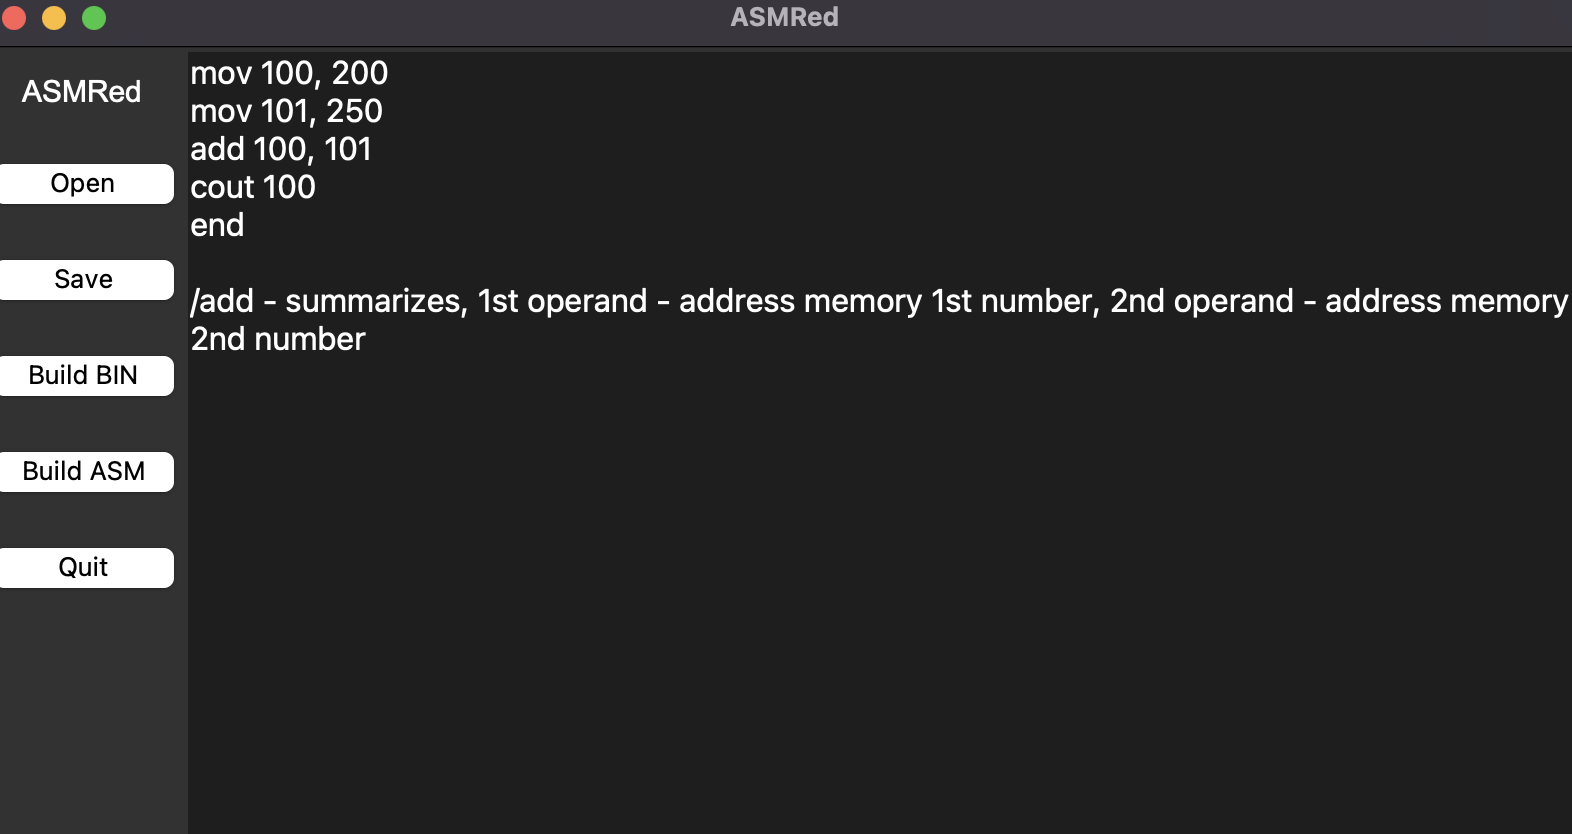 ASMRed
ASMRed
Open
Save
Build BIN
Build ASM
Quit
mov 100, 200
mov 101, 250
add 100, 101
cout 100
end
/add - summarizes, 1st operand - address memory 1st number, 2nd operand - address memory
2nd number